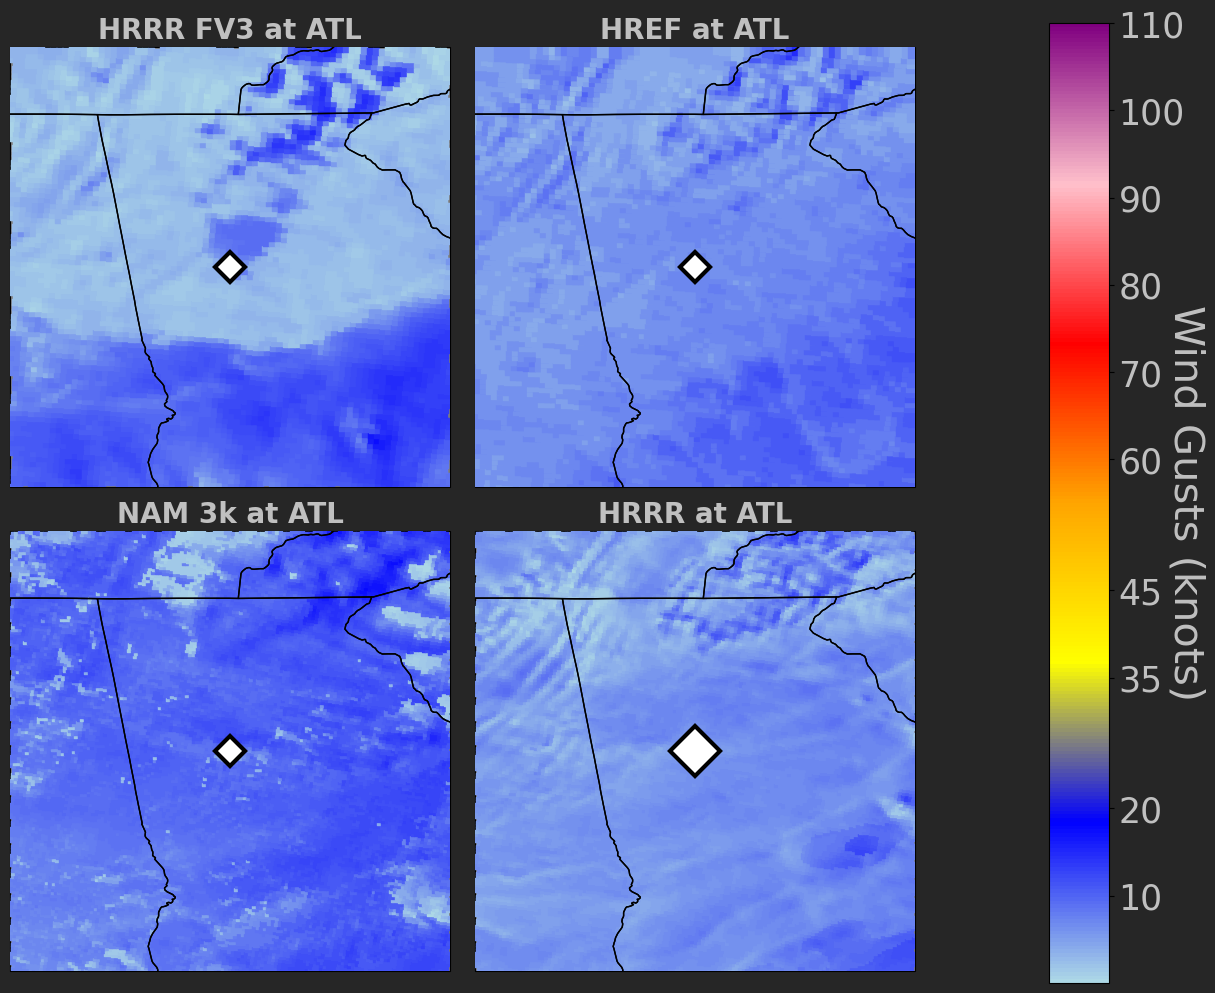 HRRR FV3 at ATL
HREF at ATL
NAM 3k at ATL
HRRR at ATL
110
100
90
80
70
60
45
35
20
10
Wind Gusts (knots)